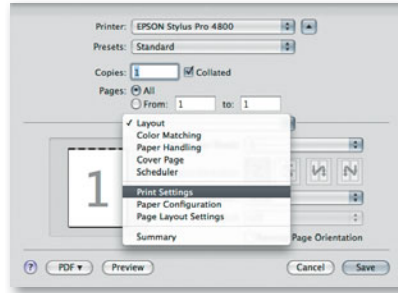 Printer: EPSON Stylus Pro 4800
Presets: Standard
Copies: 1 Collated
Pages: All
From: 1 to: 1
✓ Layout
Color Matching
Paper Handling
Cover Page
Scheduler
1
Print Settings
Paper Configuration
Page Layout Settings
Summary
Page Orientation
? PDF ▾ Preview Cancel Save